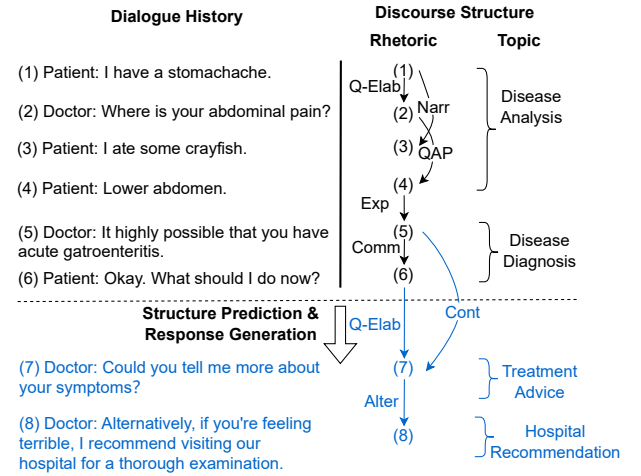 Dialogue History
Discourse Structure
Rhetoric
Topic
(1) Patient: I have a stomachache.
(2) Doctor: Where is your abdominal pain?
(3) Patient: I ate some crayfish.
(4) Patient: Lower abdomen.
(5) Doctor: It highly possible that you have
acute gatroenteritis.
(6) Patient: Okay. What should I do now?
(1)
Q-Elab
Narr
(2)
(3)
QAP
(4)
Exp
(5)
Comm
(6)
Disease
Analysis
Disease
Diagnosis
Structure Prediction &
Response Generation
Q-Elab
Cont
(7) Doctor: Could you tell me more about
your symptoms?
(7)
Treatment
Advice
Alter
(8) Doctor: Alternatively, if you're feeling
terrible, I recommend visiting our
hospital for a thorough examination.
(8)
Hospital
Recommendation